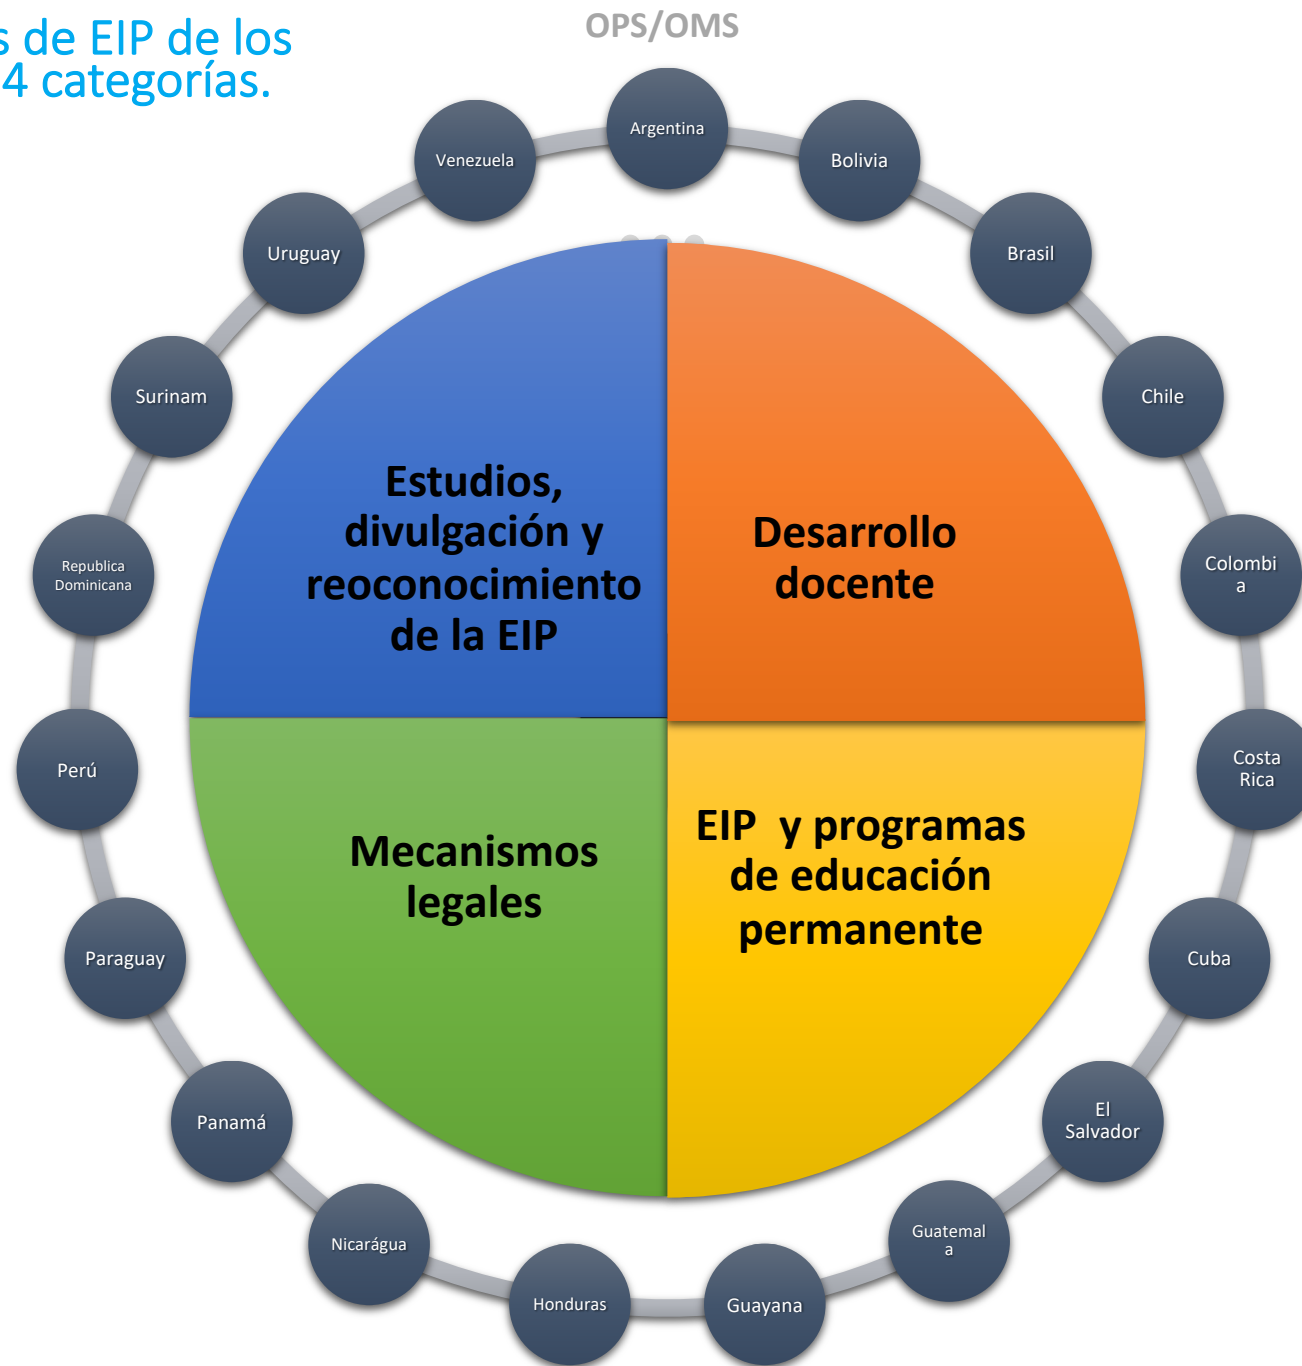 OPS/OMS
s de EIP de los
4 categorías.
Argentina
Bolivia
Brasil
Chile
Colombi
a
Costa
Rica
Cuba
El
Salvador
Guatemal
a
Guayana
Honduras
Nicarágua
Panamá
Paraguay
Perú
Republica
Dominicana
Surinam
Uruguay
Venezuela
Estudios,
divulgación y
reoconocimiento
de la EIP
Desarrollo
docente
Mecanismos
legales
EIP y programas
de educación
permanente